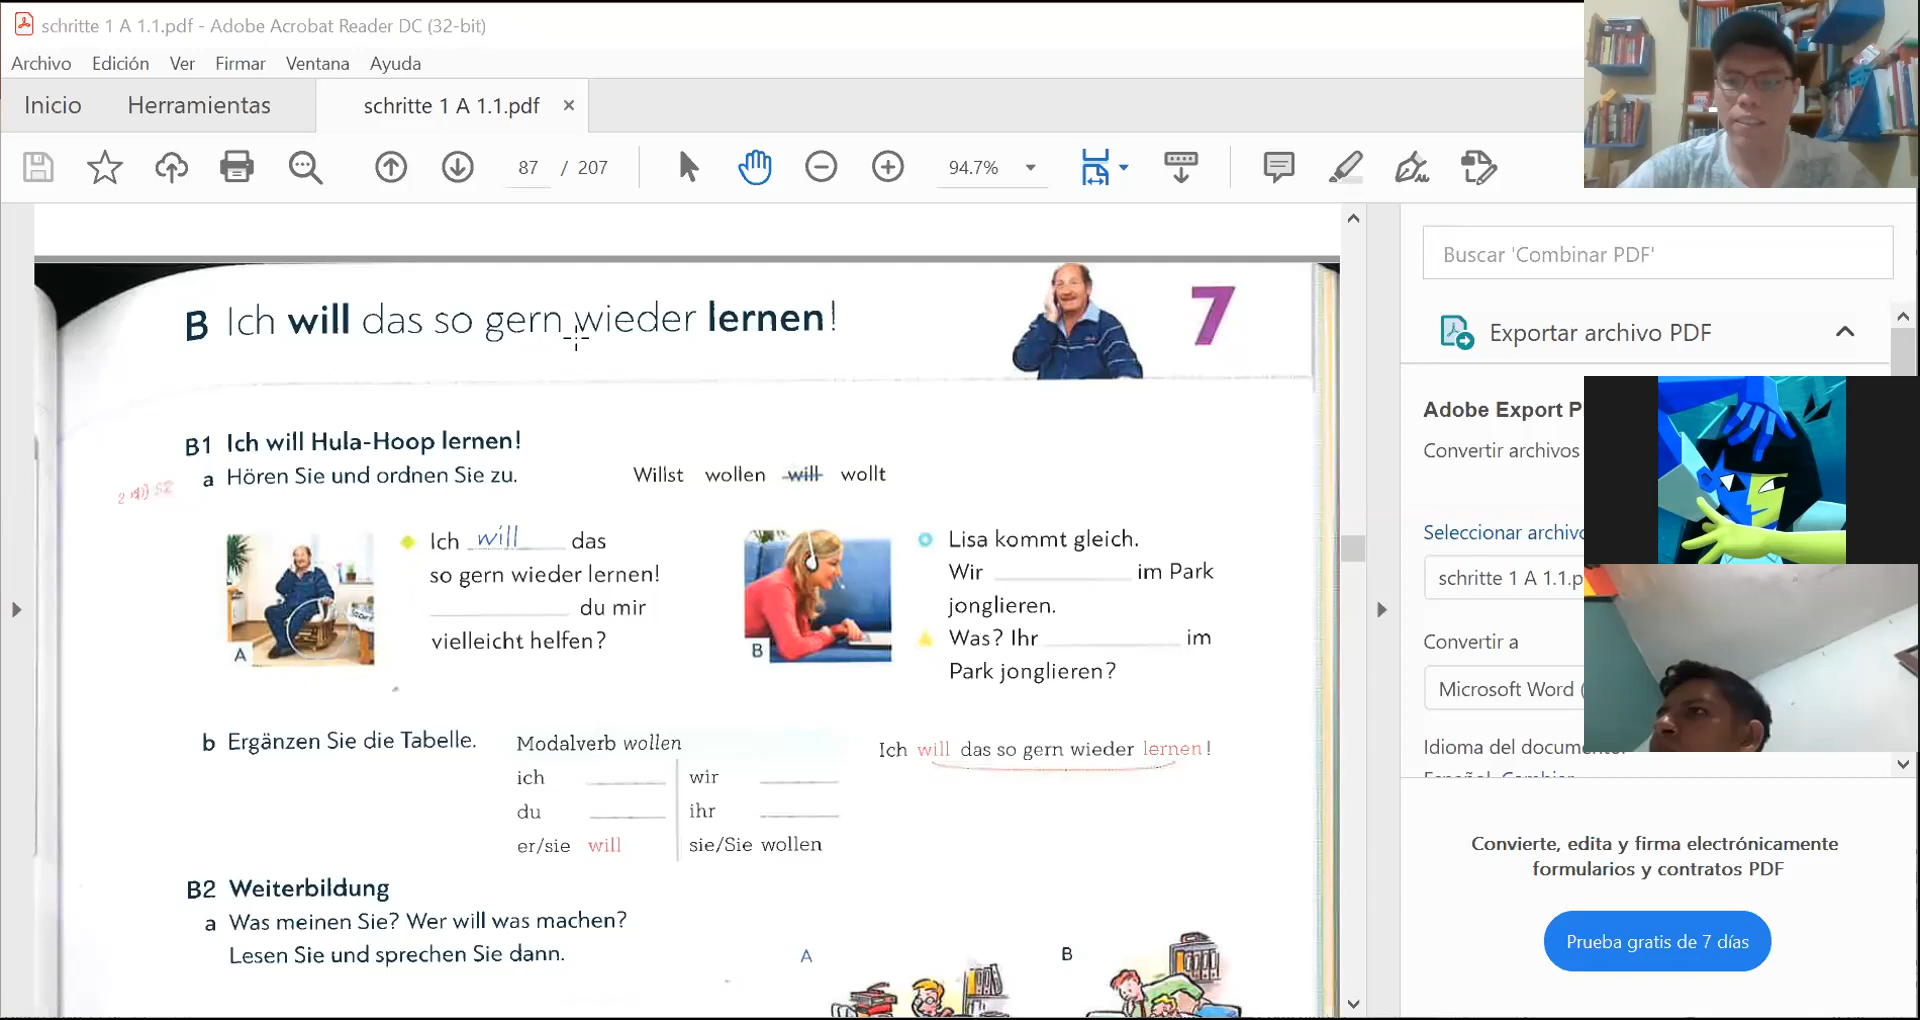 schritte 1 A 1.1.pdf - Adobe Acrobat Reader DC (32-bit)
Archivo Edición Ver Firmar Ventana Ayuda
Inicio Herramientas schritte 1 A 1.1.pdf ×
87 / 207 94.7%
B Ich will das so gern wieder lernen!
7
B1 Ich will Hula-Hoop lernen!
a Hören Sie und ordnen Sie zu.
Willst wollen will wollt
2 52
Ich will das
so gern wieder lernen!
du mir
vielleicht helfen?
A
Lisa kommt gleich.
Wir im Park
jonglieren.
Was? Ihr im
Park jonglieren?
B
b Ergänzen Sie die Tabelle.
Modalverb wollen
ich wir
du ihr
er/sie will sie/Sie wollen
Ich will das so gern wieder lernen!
B2 Weiterbildung
a Was meinen Sie? Wer will was machen?
Lesen Sie und sprechen Sie dann.
A B
Buscar 'Combinar PDF'
Exportar archivo PDF
Adobe Export P
Convertir archivos
Seleccionar archivo
schritte 1 A 1.1.p
Convertir a
Microsoft Word (
Idioma del documento:
Español Cambiar
Convierte, edita y firma electrónicamente
formularios y contratos PDF
Prueba gratis de 7 días